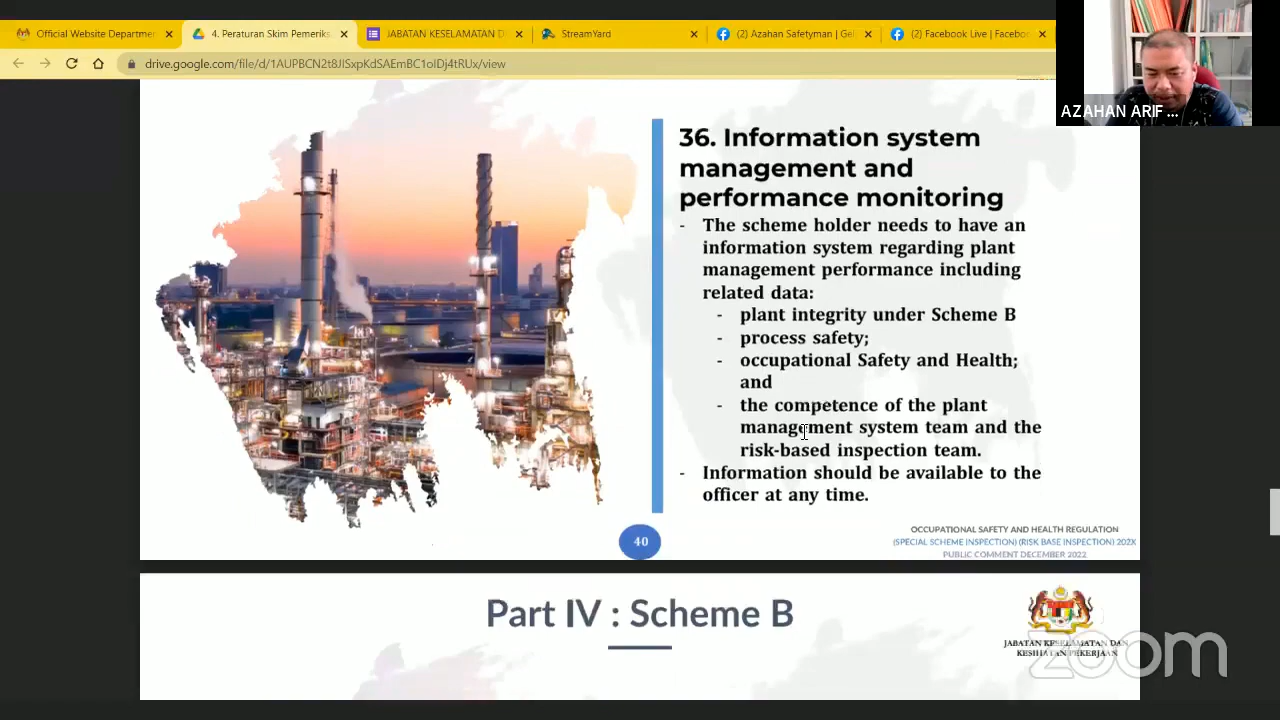 Official Website Departmen
4. Peraturan Skim Pemeriks
JABATAN KESELAMATAN D
StreamYard
(2) Azahan Safetyman | Gel
(2) Facebook Live | Faceboo
drive.google.com/file/d/
AZAHAN ARIF ...
36. Information system
management and
performance monitoring
- The scheme holder needs to have an
information system regarding plant
management performance including
related data:
- plant integrity under Scheme B
- process safety;
- occupational Safety and Health;
and
- the competence of the plant
management system team and the
risk-based inspection team.
- Information should be available to the
officer at any time.
40
OCCUPATIONAL SAFETY AND HEALTH REGULATION
(SPECIAL SCHEME INSPECTION) (RISK BASE INSPECTION) 202X
PUBLIC COMMENT DECEMBER 2022
Part IV : Scheme B
JABATAN KESELAMATAN DAN
KESIHATAN PEKERJAAN
zoom